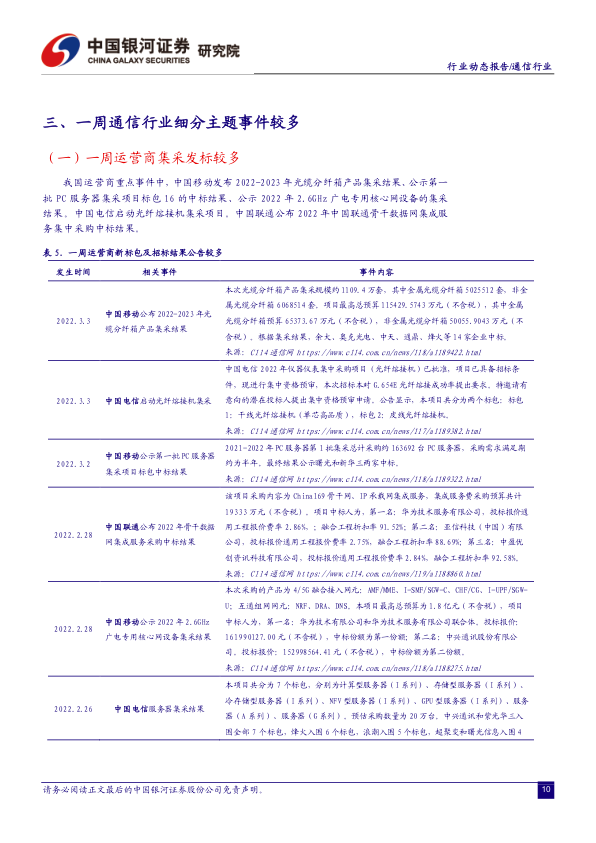 中国银河证券 研究院
CHINA GALAXY SECURITIES
行业动态报告/通信行业
三、一周通信行业细分主题事件较多
（一）一周运营商集采发标较多
我国运营商重点事件中，中国移动发布 2022-2023 年光缆分纤箱产品集采结果、公示第一
批 PC 服务器集采项目标包 16 的中标结果、公示 2022 年 2.6GHz 广电专用核心网设备的集采
结果。中国电信启动光纤熔接机集采项目。中国联通公布 2022 年中国联通骨干数据网集成服
务集中采购中标结果。
表 5. 一周运营商新标包及招标结果公告较多
发生时间 相关事件 事件内容
2022.3.3
中国移动公布 2022-2023 年光
缆分纤箱产品集采结果
本次光缆分纤箱产品集采规模约 1109.4 万套，其中金属光缆分纤箱 5025512 套，非金
属光缆分纤箱 6068514 套。项目最高总预算 115429.5743 万元（不含税），其中金属
光缆分纤箱预算 65373.67 万元（不含税），非金属光缆分纤箱 50055.9043 万元（不
含税）。根据集采结果，余大、奥克光电、中天、通鼎、烽火等 14 家企业中标。
来源：C114 通信网 https://www.c114.com.cn/news/118/a1189422.html
2022.3.3
中国电信启动光纤熔接机集采
中国电信 2022 年仪器仪表集中采购项目（光纤熔接机）已批准，项目已具备招标条
件，现进行集中资格预审。本次招标本对 G.654E 光纤熔接成功率提出要求。特邀请有
意向的潜在投标人提出集中资格预审申请。公告显示，本项目共分为两个标包：标包
1：干线光纤熔接机（单芯高品质），标包 2：皮线光纤熔接机。
来源：C114 通信网 https://www.c114.com.cn/news/117/a1189382.html
2022.3.2
中国移动公示第一批 PC 服务器
集采项目标包中标结果
2021-2022 年 PC 服务器第 1 批集采总计采购约 163692 台 PC 服务器，采购需求满足期
约为半年。最终结果公示曙光和新华三两家中标。
来源：C114 通信网 https://www.c114.com.cn/news/118/a1189322.html
2022.2.28
中国联通公布 2022 年骨干数据
网集成服务采购中标结果
该项目采购内容为 China169 骨干网、IP 承载网集成服务，集成服务费采购预算共计
19333 万元（不含税）。项目中标人为，第一名：华为技术服务有限公司，投标报价通
用工程报价费率 2.86%，；融合工程折扣率 91.52%；第二名：亚信科技（中国）有限
公司，投标报价通用工程报价费率 2.75%，融合工程折扣率 88.69%；第三名：中盈优
创资讯科技有限公司，投标报价通用工程报价费率 2.84%，融合工程折扣率 92.58%。
来源：C114 通信网 https://www.c114.com.cn/news/119/a1188860.html
2022.2.28
中国移动公示 2022 年 2.6GHz
广电专用核心网设备集采结果
本次采购的产品为 4/5G 融合接入网元：AMF/MME、I-SMF/SGW-C、CHF/CG、I-UPF/SGW-
U；互通组网网元：NRF、DRA、DNS。本项目最高总预算为 1.8 亿元（不含税），项目
中标人为，第一名：华为技术有限公司和华为技术服务有限公司联合体，投标报价：
161990127.00 元（不含税），中标份额为第一份额；第二名：中兴通讯股份有限公
司，投标报价：152998564.41 元（不含税），中标份额为第二份额。
来源：C114 通信网 https://www.c114.com.cn/news/118/a1188275.html
2022.2.26
中国电信服务器集采结果
本项目共分为 7 个标包，分别为计算型服务器（I 系列）、存储型服务器（I 系列）、
冷存储型服务器（I 系列）、NFV 型服务器（I 系列）、GPU 型服务器（I 系列）、服务
器（A 系列）、服务器（G 系列）。预估采购数量为 20 万台。中兴通讯和紫光华三入
围全部 7 个标包，烽火入围 6 个标包，浪潮入围 5 个标包，超聚变和曙光信息入围 4
请务必阅读正文最后的中国银河证券股份公司免责声明。
10